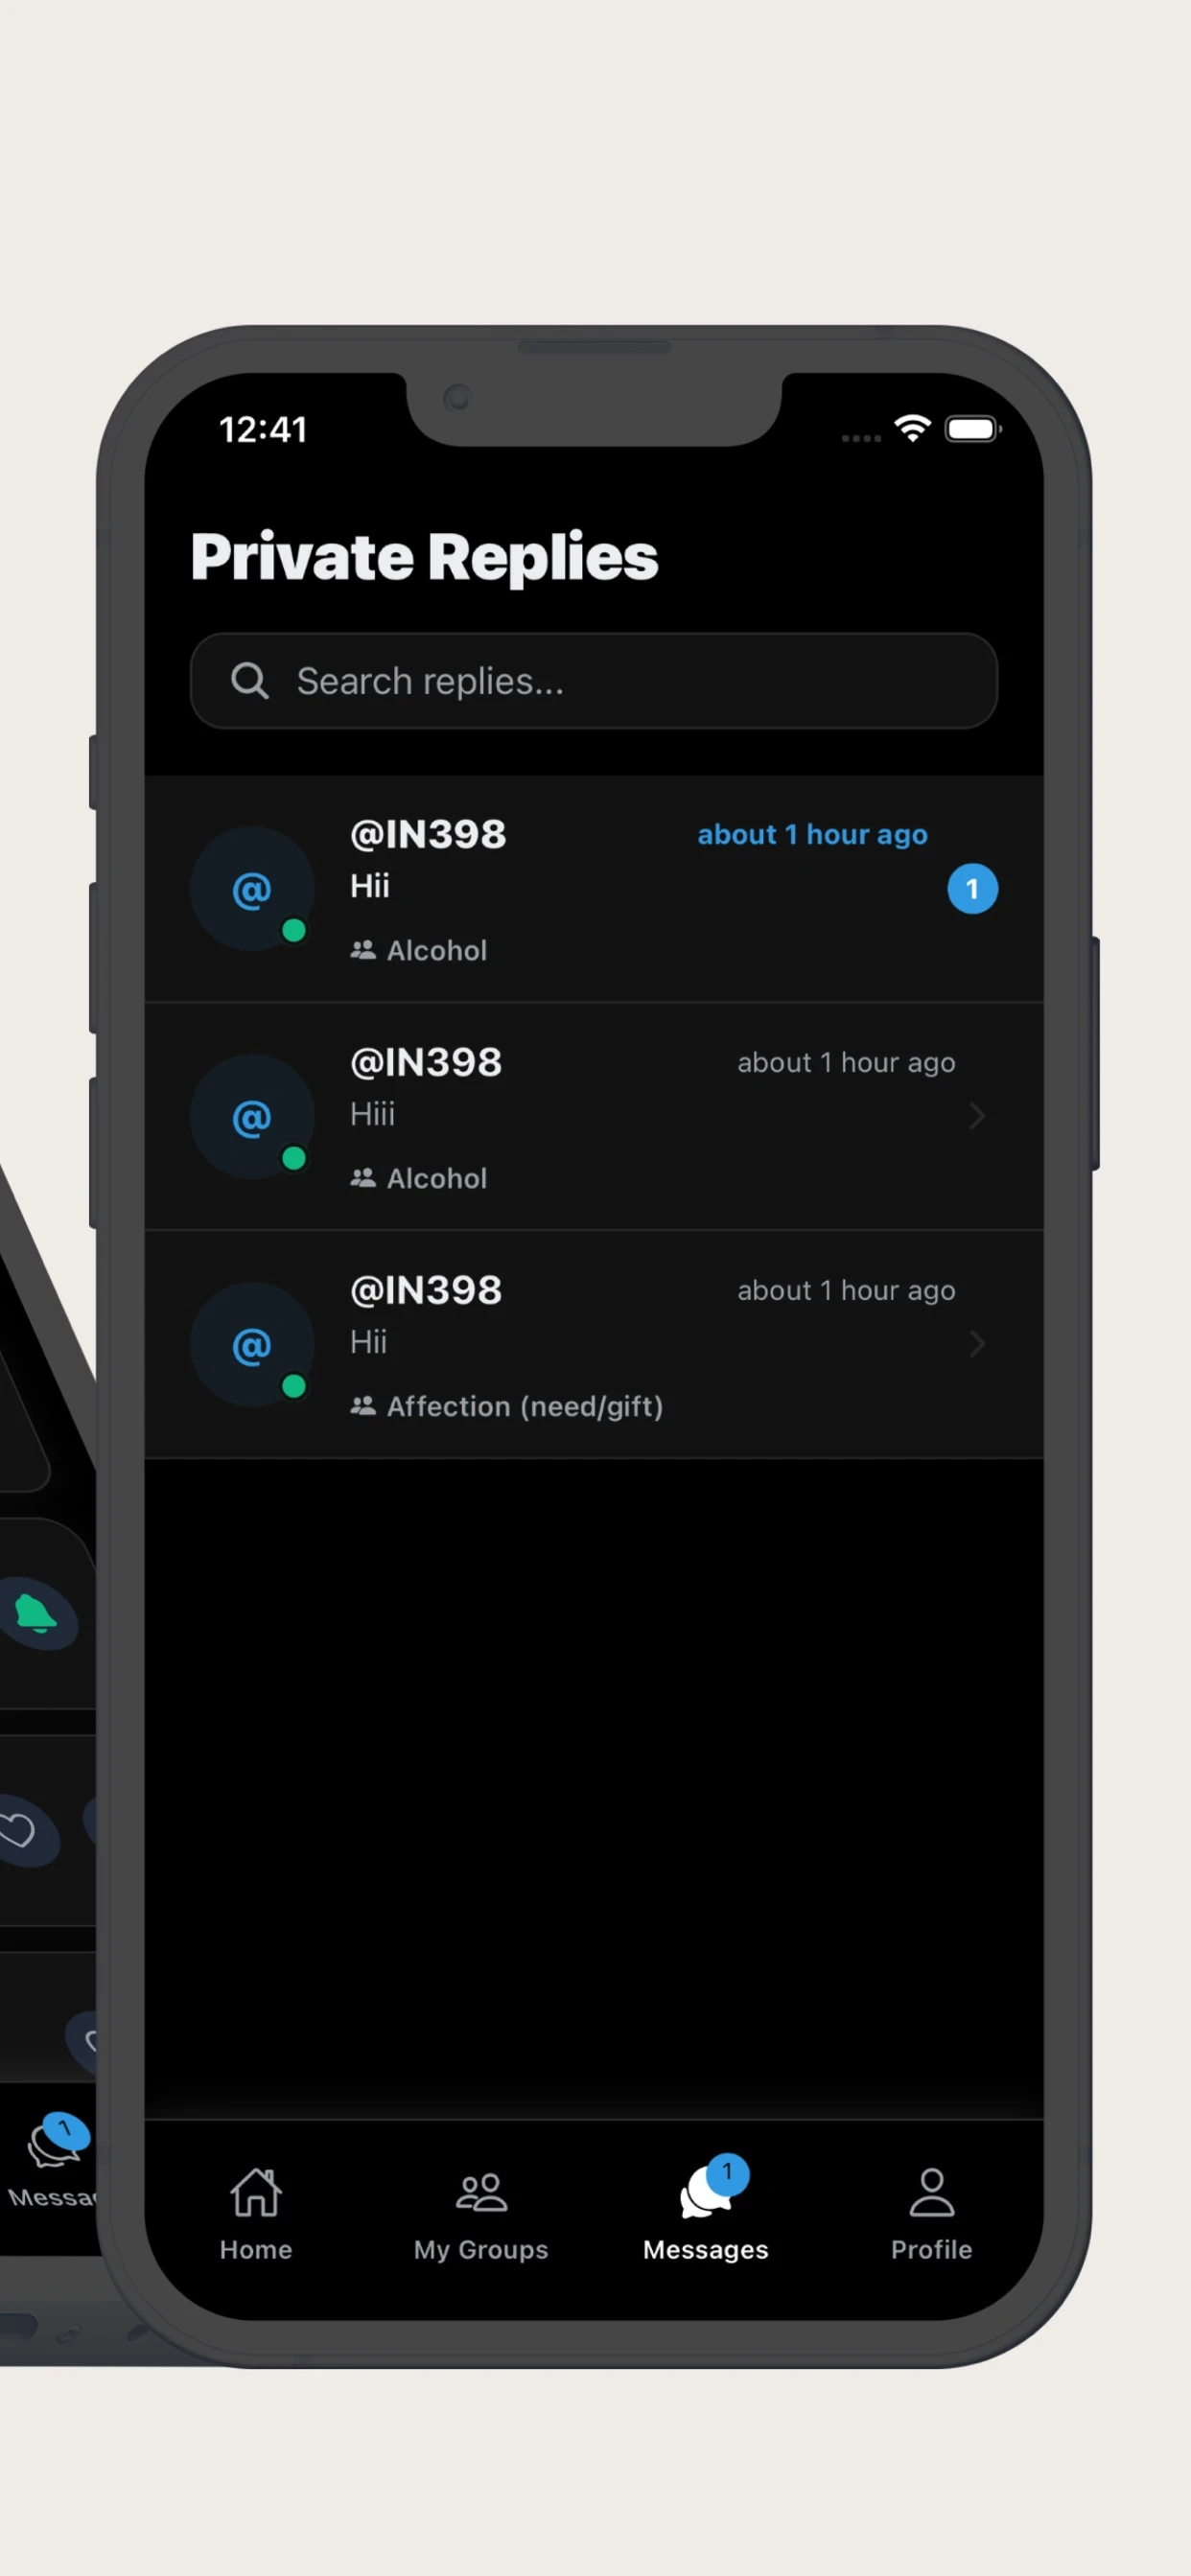 12:41
Private Replies
Search replies...
@IN398
about 1 hour ago
Hii
1
Alcohol
@IN398
about 1 hour ago
Hiii
Alcohol
@IN398
about 1 hour ago
Hii
Affection (need/gift)
1
Messa
1
Home
My Groups
Messages
Profile